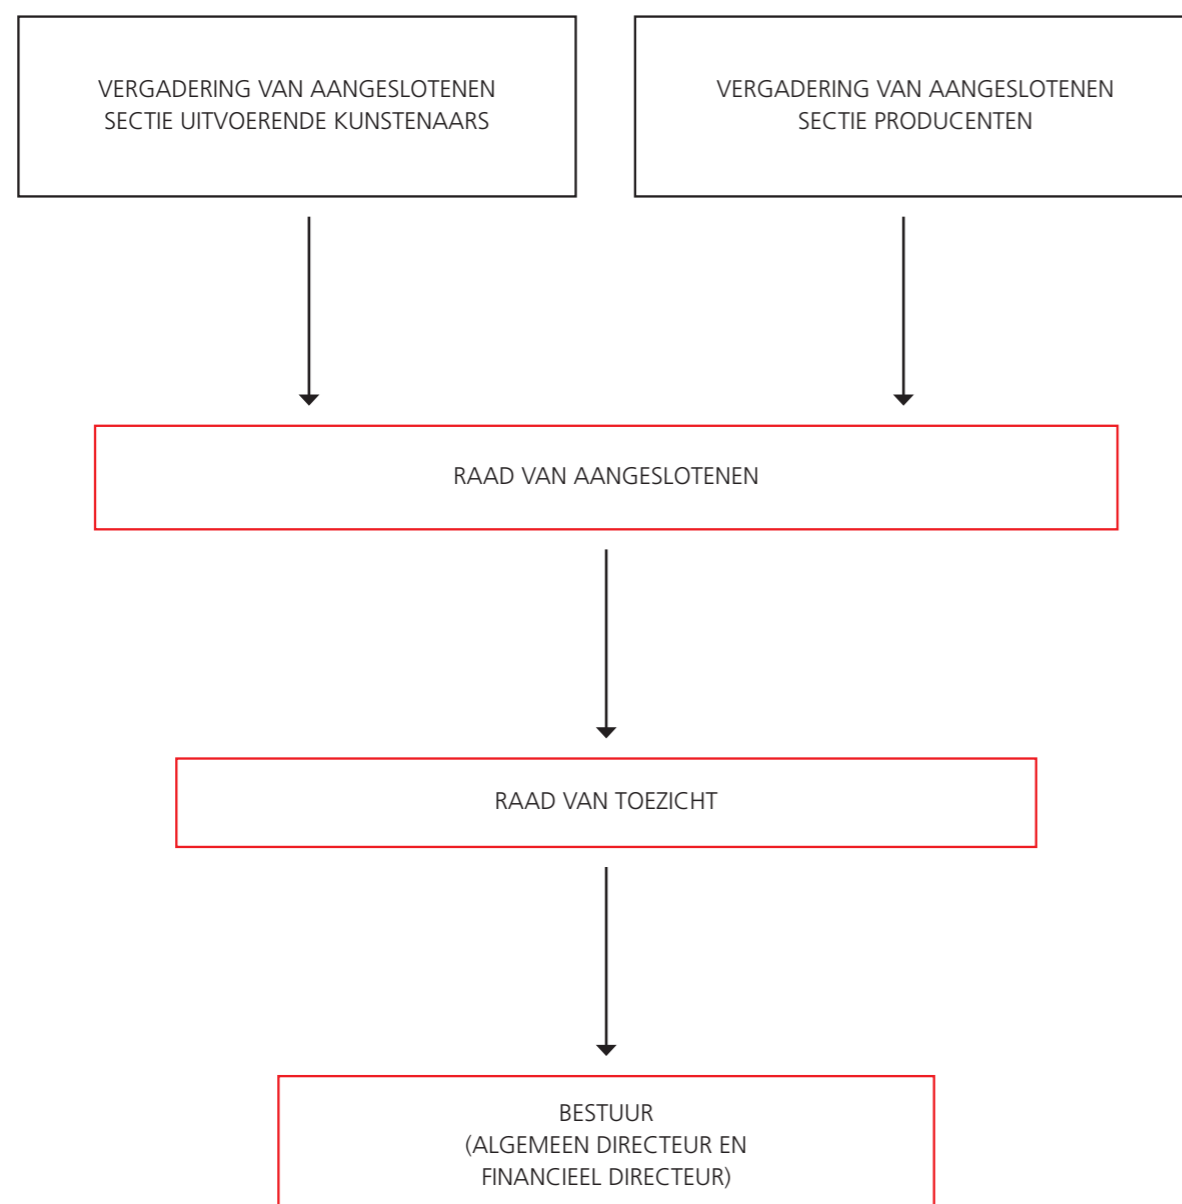 VERGADERING VAN AANGESLOTENEN
SECTIE UITVOERENDE KUNSTENAARS
VERGADERING VAN AANGESLOTENEN
SECTIE PRODUCENTEN
RAAD VAN AANGESLOTENEN
RAAD VAN TOEZICHT
BESTUUR
(ALGEMEEN DIRECTEUR EN
FINANCIEEL DIRECTEUR)